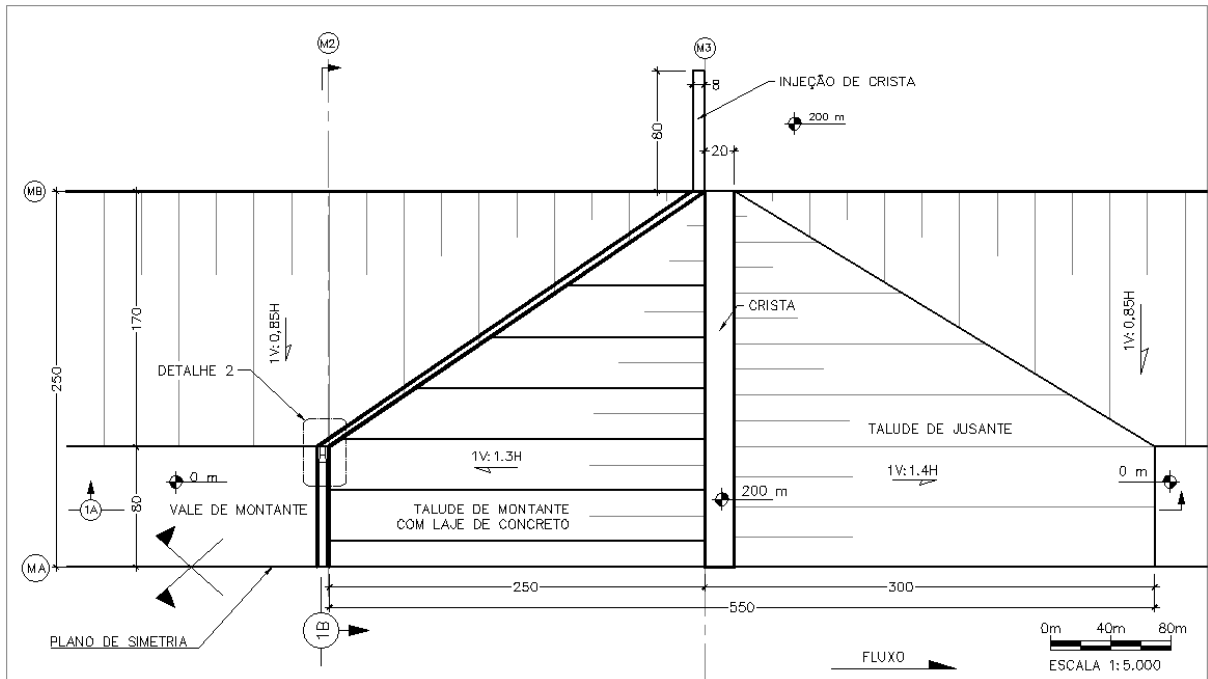 M2
M3
8
INJEÇÃO DE CRISTA
80
200 m
20
MB
170
250
1V:0,85H
DETALHE 2
CRISTA
1V:0,85H
TALUDE DE JUSANTE
1V:1.3H
1V:1.4H
0 m
0 m
1A
80
VALE DE MONTANTE
TALUDE DE MONTANTE
COM LAJE DE CONCRETO
200 m
MA
250
300
550
1B
PLANO DE SIMETRIA
FLUXO
0m 40m 80m
ESCALA 1:5.000